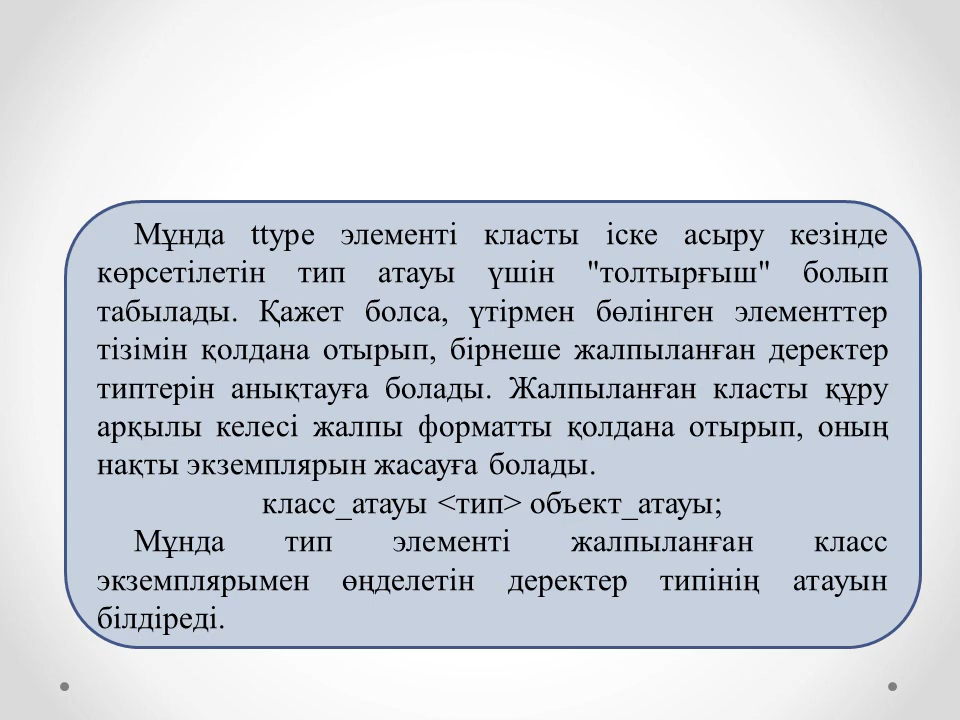 Мұнда ttype элементі класты іске асыру кезінде
көрсетілетін тип атауы үшін "толтырғыш" болып
табылады. Қажет болса, үтірмен бөлінген элементтер
тізімін қолдана отырып, бірнеше жалпыланған деректер
типтерін анықтауға болады. Жалпыланған класты құру
арқылы келесі жалпы форматты қолдана отырып, оның
нақты экземплярын жасауға болады.
класс_атауы <тип> объект_атауы;
Мұнда тип элементі жалпыланған класс
экземплярымен өңделетін деректер типінің атауын
білдіреді.